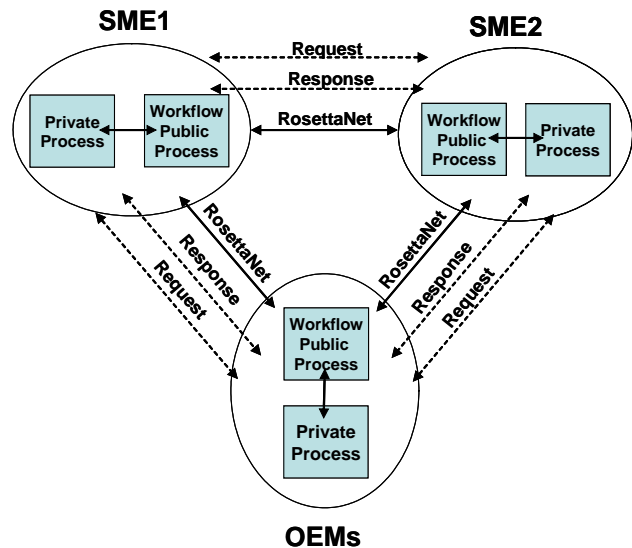 SME1
SME2
Request
Response
RosettaNet
Private
Process
Workflow
Public
Process
Workflow
Public
Process
Private
Process
RosettaNet
Response
Request
RosettaNet
Response
Request
Workflow
Public
Process
Private
Process
OEMs